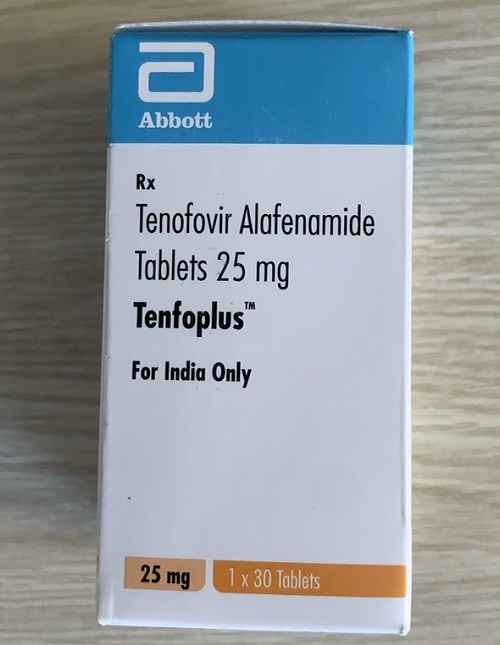 Abbott
Rx
Tenofovir Alafenamide
Tablets 25 mg
Tenfoplus™
For India Only
25 mg
1 x 30 Tablets